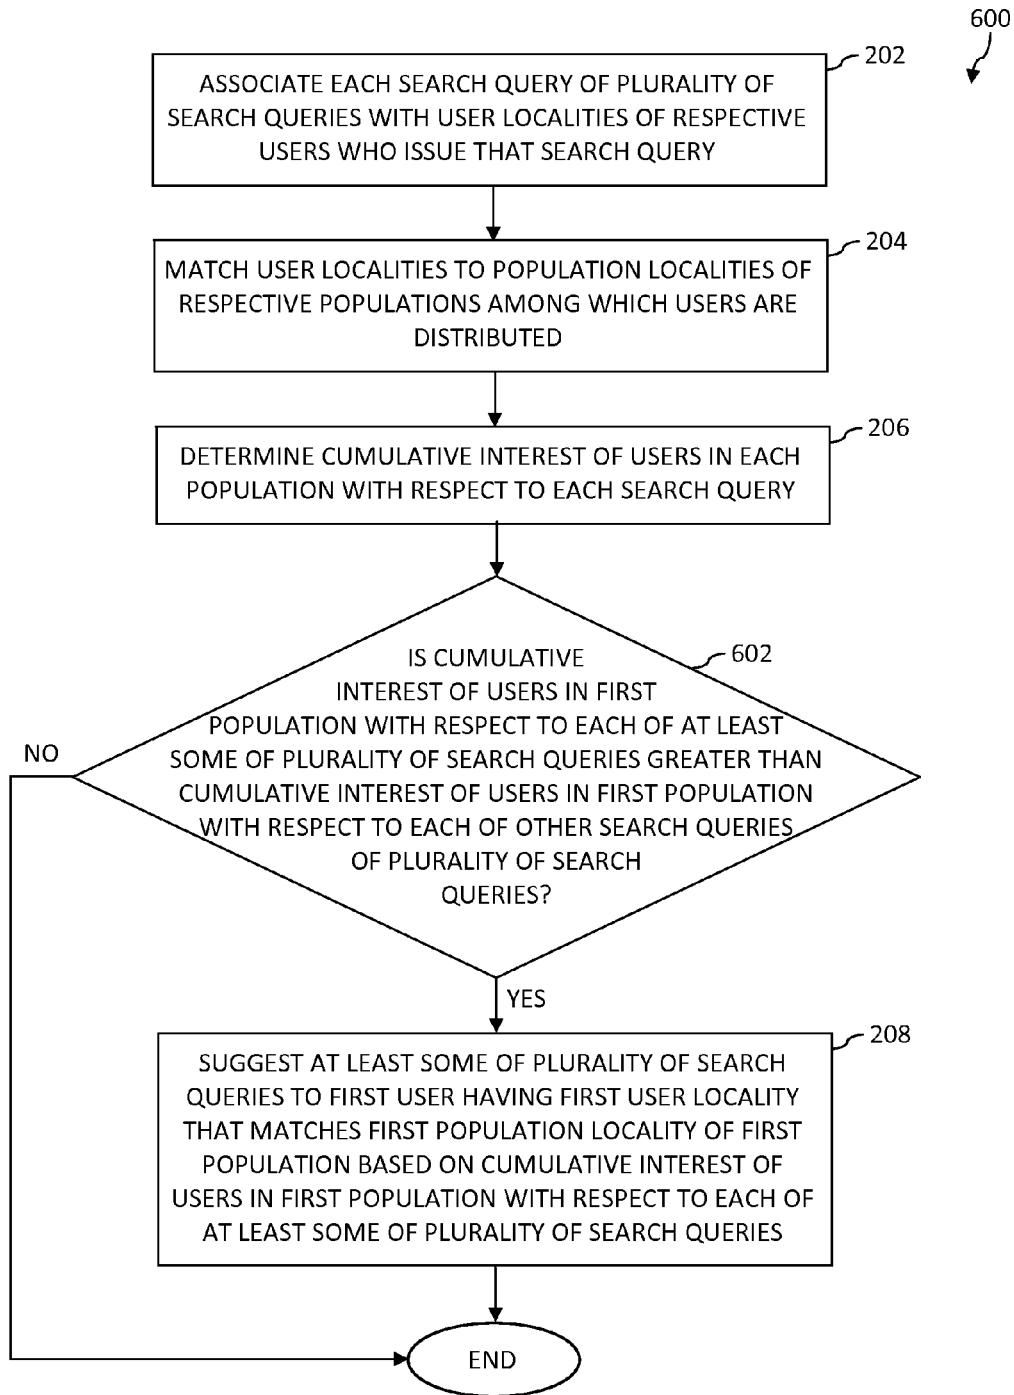 600
202
ASSOCIATE EACH SEARCH QUERY OF PLURALITY OF
SEARCH QUERIES WITH USER LOCALITIES OF RESPECTIVE
USERS WHO ISSUE THAT SEARCH QUERY
204
MATCH USER LOCALITIES TO POPULATION LOCALITIES OF
RESPECTIVE POPULATIONS AMONG WHICH USERS ARE
DISTRIBUTED
206
DETERMINE CUMULATIVE INTEREST OF USERS IN EACH
POPULATION WITH RESPECT TO EACH SEARCH QUERY
602
IS CUMULATIVE
INTEREST OF USERS IN FIRST
POPULATION WITH RESPECT TO EACH OF AT LEAST
SOME OF PLURALITY OF SEARCH QUERIES GREATER THAN
CUMULATIVE INTEREST OF USERS IN FIRST POPULATION
WITH RESPECT TO EACH OF OTHER SEARCH QUERIES
OF PLURALITY OF SEARCH
QUERIES?
NO
YES
208
SUGGEST AT LEAST SOME OF PLURALITY OF SEARCH
QUERIES TO FIRST USER HAVING FIRST USER LOCALITY
THAT MATCHES FIRST POPULATION LOCALITY OF FIRST
POPULATION BASED ON CUMULATIVE INTEREST OF
USERS IN FIRST POPULATION WITH RESPECT TO EACH OF
AT LEAST SOME OF PLURALITY OF SEARCH QUERIES
END